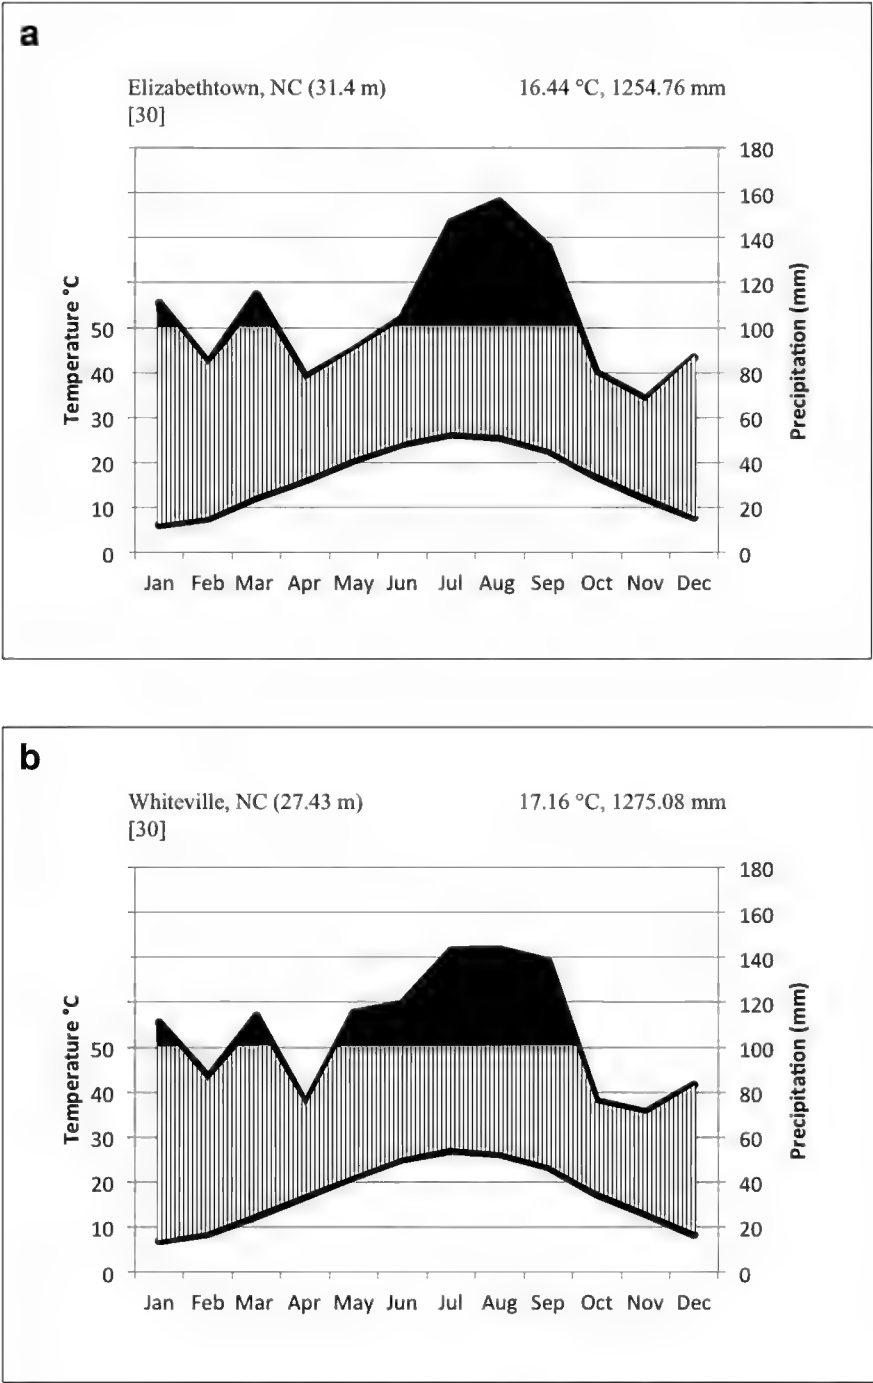 a
Elizabethtown, NC (31.4 m) 16.44 °C, 1254.76 mm
[30]
180
160
140
120
50 100
40 80
30 60
20 40
10 20
0 0
Temperature °C
Precipitation (mm)
Jan Feb Mar Apr May Jun Jul Aug Sep Oct Nov Dec
b
Whiteville, NC (27.43 m) 17.16 °C, 1275.08 mm
[30]
180
160
140
120
50 100
40 80
30 60
20 40
10 20
0 0
Temperature °C
Precipitation (mm)
Jan Feb Mar Apr May Jun Jul Aug Sep Oct Nov Dec